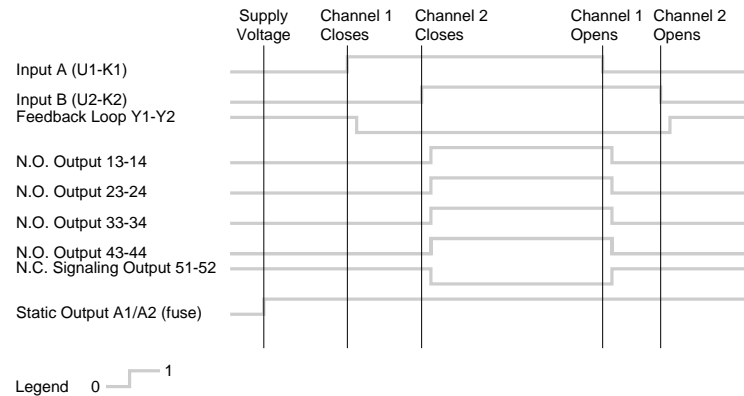 Supply Voltage
Channel 1 Closes
Channel 2 Closes
Channel 1 Opens
Channel 2 Opens
Input A (U1-K1)
Input B (U2-K2)
Feedback Loop Y1-Y2
N.O. Output 13-14
N.O. Output 23-24
N.O. Output 33-34
N.O. Output 43-44
N.C. Signaling Output 51-52
Static Output A1/A2 (fuse)
Legend 0 1